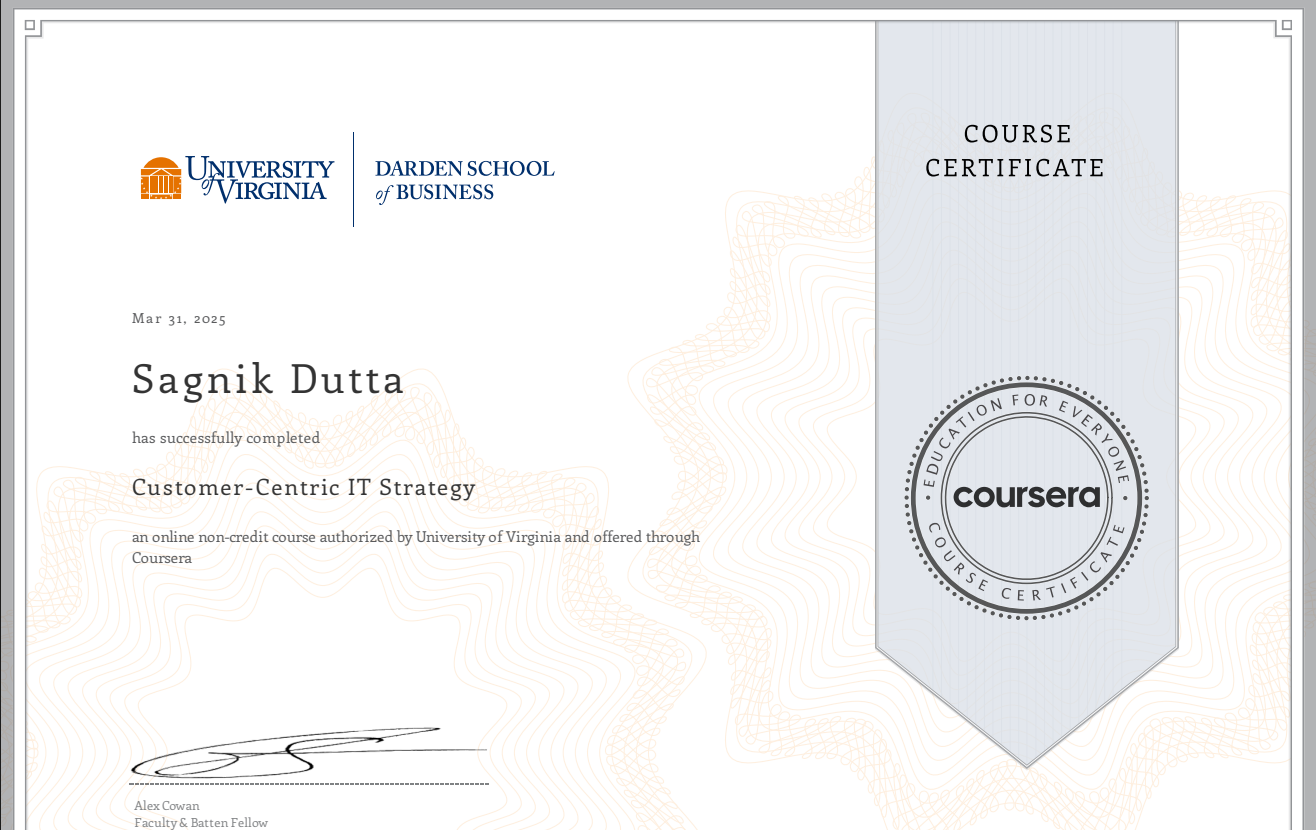 UNIVERSITY
of VIRGINIA
DARDEN SCHOOL
of BUSINESS
COURSE
CERTIFICATE
Mar 31, 2025
Sagnik Dutta
has successfully completed
Customer-Centric IT Strategy
an online non-credit course authorized by University of Virginia and offered through
Coursera
EDUCATION FOR EVERYONE
coursera
COURSE CERTIFICATE
Alex Cowan
Faculty & Batten Fellow